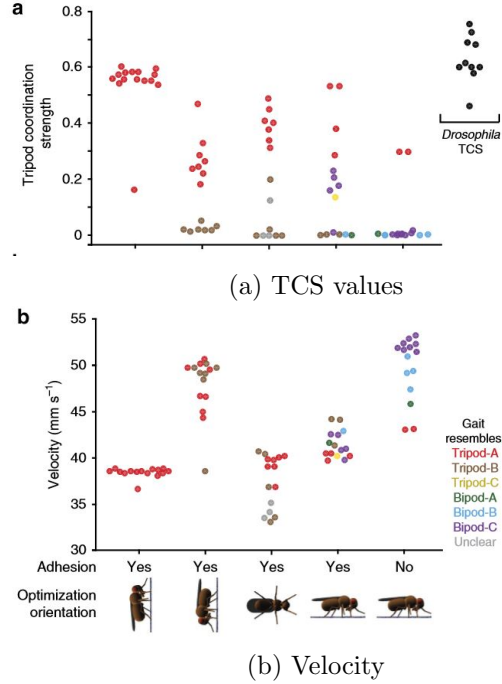 a
Tripod coordination
strength
0.8
0.6
0.4
0.2
0
Drosophila
TCS
(a) TCS values
b
Velocity (mm s⁻¹)
55
50
45
40
35
30
Gait
resembles
Tripod-A
Tripod-B
Tripod-C
Bipod-A
Bipod-B
Bipod-C
Unclear
Adhesion Yes Yes Yes Yes No
Optimization
orientation
(b) Velocity